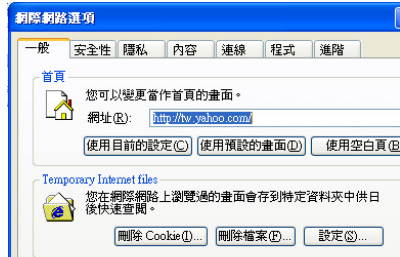 網際網路選項
一般 安全性 隱私 內容 連線 程式 進階
首頁
您可以變更當作首頁的畫面。
網址(R): http://tw.yahoo.com/
使用目前的設定(C) 使用預設的畫面(D) 使用空白頁(B
Temporary Internet files
您在網際網路上瀏覽過的畫面會存到特定資料夾中供日
後快速查閱。
刪除 Cookie(I)... 刪除檔案(F)... 設定(S)...